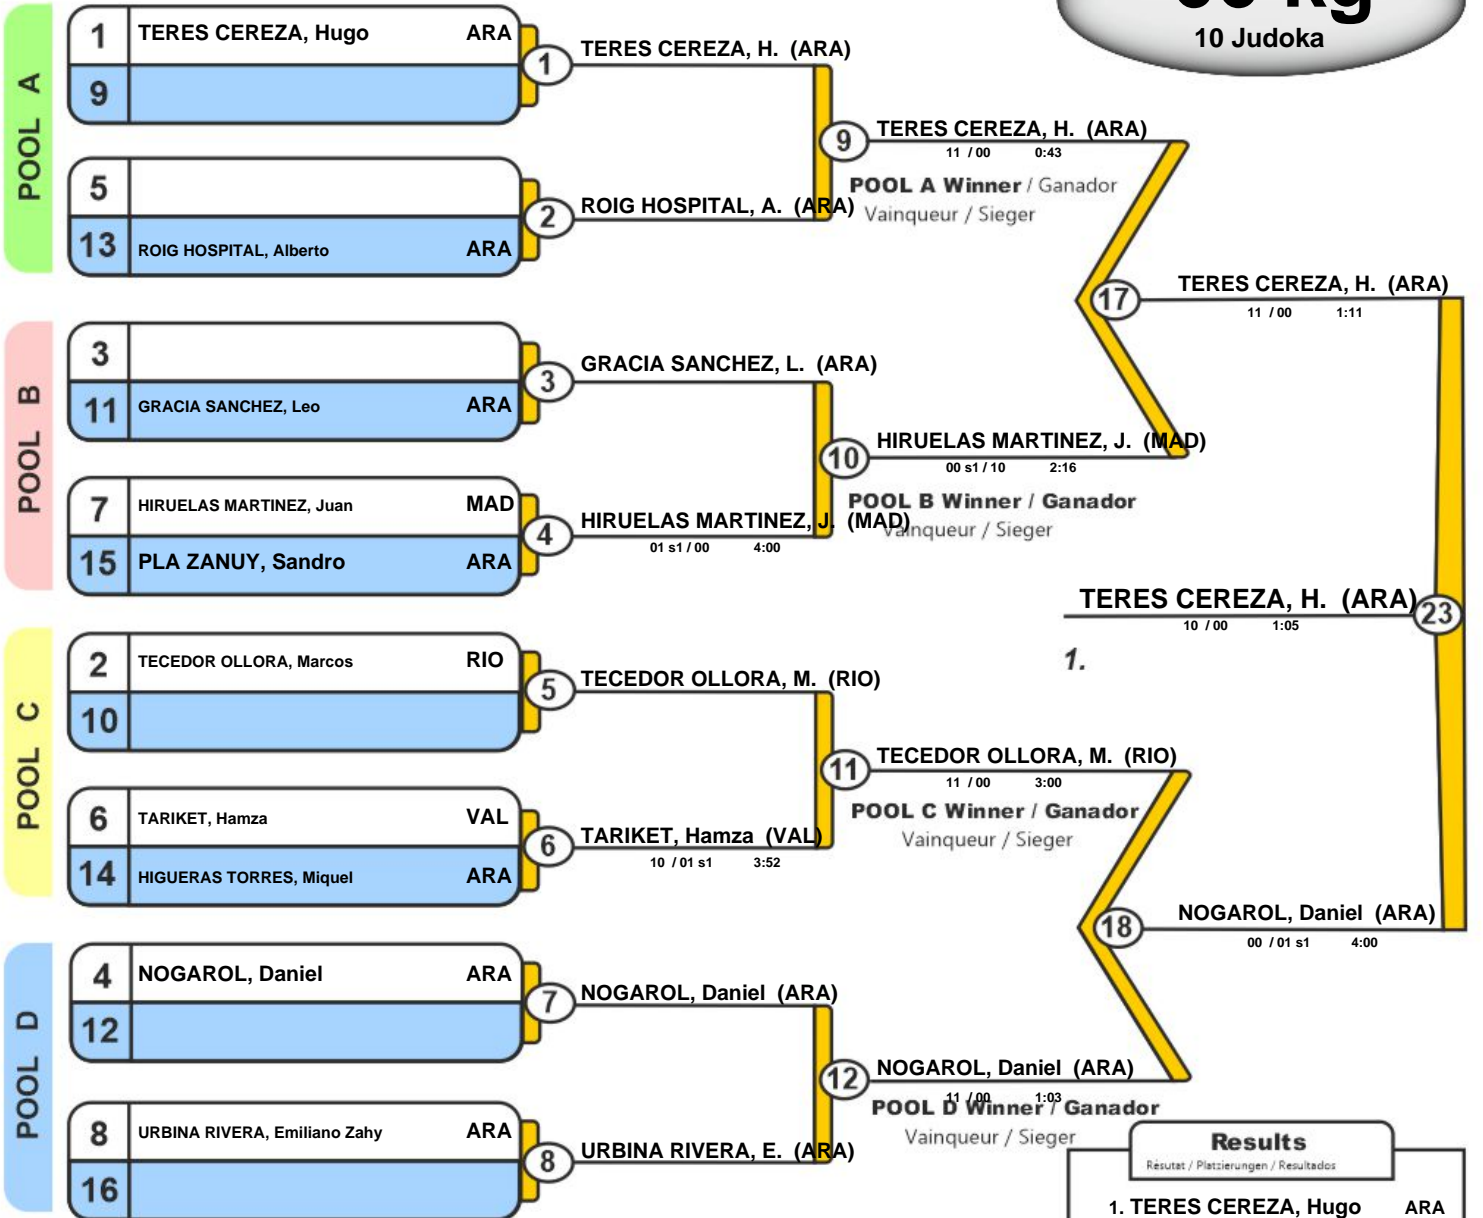 10 Judoka
POOL A
1 TERES CEREZA, Hugo ARA
9
5
13 ROIG HOSPITAL, Alberto ARA
1 TERES CEREZA, H. (ARA)
2 ROIG HOSPITAL, A. (ARA)
9 TERES CEREZA, H. (ARA)
11 / 00 0:43
POOL A Winner / Ganador
Vainqueur / Sieger
POOL B
3
11 GRACIA SANCHEZ, Leo ARA
7 HIRUELAS MARTINEZ, Juan MAD
15 PLA ZANUY, Sandro ARA
3 GRACIA SANCHEZ, L. (ARA)
4 HIRUELAS MARTINEZ, J. (MAD)
01 s1 / 00 4:00
10 HIRUELAS MARTINEZ, J. (MAD)
00 s1 / 10 2:16
POOL B Winner / Ganador
Vainqueur / Sieger
17 TERES CEREZA, H. (ARA)
11 / 00 1:11
TERES CEREZA, H. (ARA) 23
10 / 00 1:05
1.
POOL C
2 TECEDOR OLLORA, Marcos RIO
10
6 TARIKET, Hamza VAL
14 HIGUERAS TORRES, Miquel ARA
5 TECEDOR OLLORA, M. (RIO)
6 TARIKET, Hamza (VAL)
10 / 01 s1 3:52
11 TECEDOR OLLORA, M. (RIO)
11 / 00 3:00
POOL C Winner / Ganador
Vainqueur / Sieger
POOL D
4 NOGAROL, Daniel ARA
12
8 URBINA RIVERA, Emiliano Zahy ARA
16
7 NOGAROL, Daniel (ARA)
8 URBINA RIVERA, E. (ARA)
12 NOGAROL, Daniel (ARA)
11 / 00 1:03
POOL D Winner / Ganador
Vainqueur / Sieger
18 NOGAROL, Daniel (ARA)
00 / 01 s1 4:00
Results
Résutat / Platzierungen / Resultados
1. TERES CEREZA, Hugo ARA